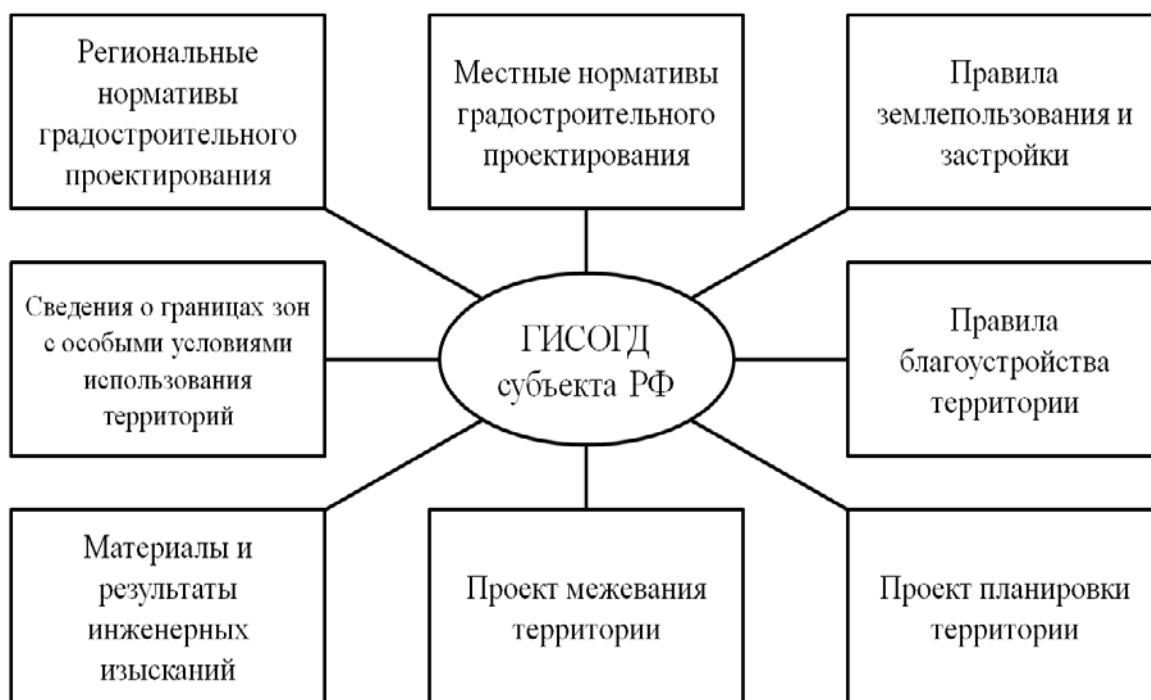 Региональные
нормативы
градостроительного
проектирования
Местные нормативы
градостроительного
проектирования
Правила
землепользования и
застройки
Сведения о границах зон
с особыми условиями
использования
территорий
ГИСОГД
субъекта РФ
Правила
благоустройства
территории
Материалы и
результаты
инженерных
изысканий
Проект межевания
территории
Проект планировки
территории